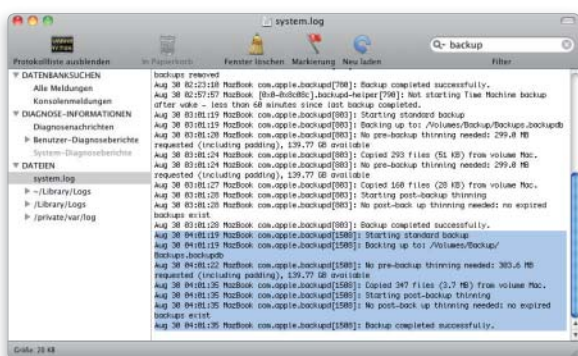 system.log
backup
Protokollliste ausblenden
In Papierkorb
Fenster löschen
Markierung
Neu laden
Filter
DATENBANKSUCHEN
Alle Meldungen
Konsolenmeldungen
DIAGNOSE-INFORMATIONEN
Diagnosenachrichten
Benutzer-Diagnoseberichte
System-Diagnoseberichte
DATEIEN
system.log
~/Library/Logs
/Library/Logs
/private/var/log
backups removed
Aug 30 02:23:10 MacBook com.apple.backupd[780]: Backup completed successfully.
Aug 30 02:57:57 MacBook com.apple.backupd-helper[790]: Not starting Time Machine backup
after wake - less than 60 minutes since last backup completed.
Aug 30 03:01:19 MacBook com.apple.backupd[803]: Starting standard backup
Aug 30 03:01:19 MacBook com.apple.backupd[803]: Backing up to: /Volumes/Backup/Backups.backupdb
Aug 30 03:01:24 MacBook com.apple.backupd[803]: No pre-backup thinning needed: 299.0 MB
requested (including padding), 139.77 GB available
Aug 30 03:01:24 MacBook com.apple.backupd[803]: Copied 293 files (51 KB) from volume Mac.
Aug 30 03:01:24 MacBook com.apple.backupd[803]: No pre-backup thinning needed: 299.0 MB
requested (including padding), 139.77 GB available
Aug 30 03:01:27 MacBook com.apple.backupd[803]: Copied 160 files (28 KB) from volume Mac.
Aug 30 03:01:28 MacBook com.apple.backupd[803]: Starting post-backup thinning
Aug 30 03:01:28 MacBook com.apple.backupd[803]: No post-back up thinning needed: no expired
backups exist
Aug 30 03:01:28 MacBook com.apple.backupd[803]: Backup completed successfully.
Aug 30 04:01:19 MacBook com.apple.backupd[1508]: Starting standard backup
Aug 30 04:01:19 MacBook com.apple.backupd[1508]: Backing up to: /Volumes/Backup/
Backups.backupdb
Aug 30 04:01:22 MacBook com.apple.backupd[1508]: No pre-backup thinning needed: 303.6 MB
requested (including padding), 139.77 GB available
Aug 30 04:01:35 MacBook com.apple.backupd[1508]: Copied 347 files (3.7 MB) from volume Mac.
Aug 30 04:01:35 MacBook com.apple.backupd[1508]: Starting post-backup thinning
Aug 30 04:01:35 MacBook com.apple.backupd[1508]: No post-back up thinning needed: no expired
backups exist
Aug 30 04:01:35 MacBook com.apple.backupd[1508]: Backup completed successfully.
Größe: 28 KB